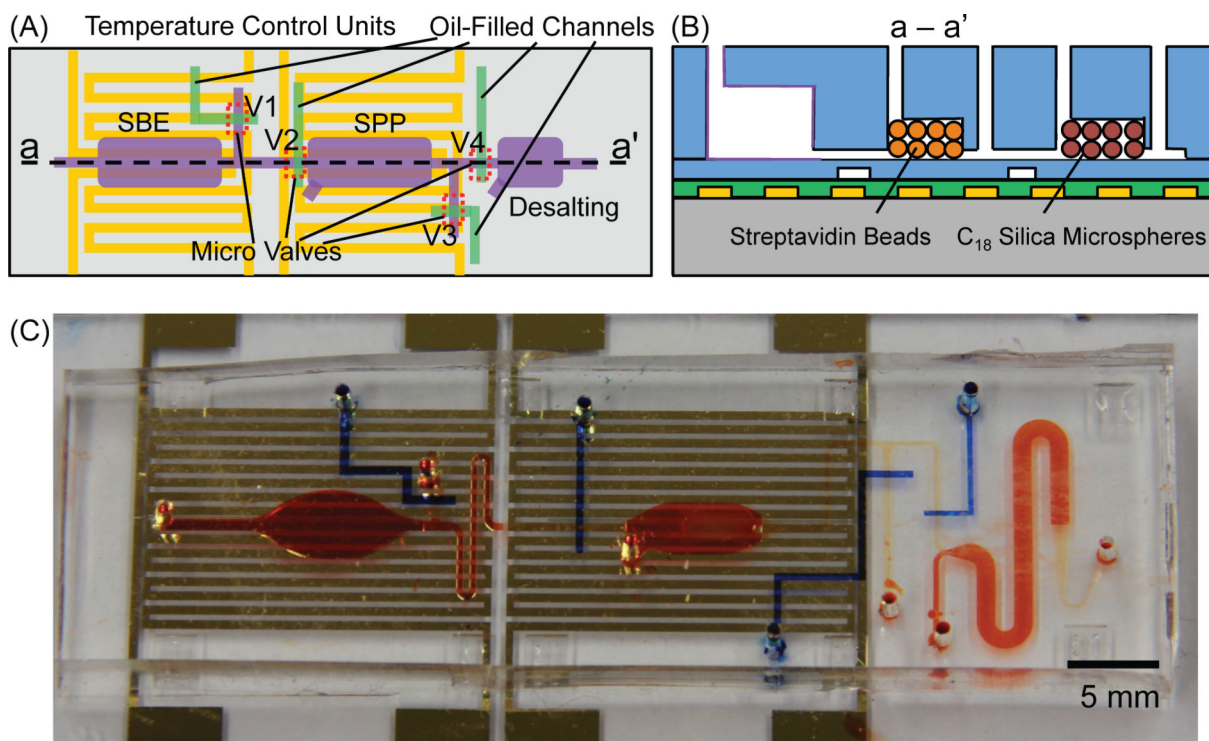 (A)
Temperature Control Units
Oil-Filled Channels
V1
SBE
V2
SPP
V4
a
a'
Desalting
V3
Micro Valves
(B)
a – a'
Streptavidin Beads
C₁₈ Silica Microspheres
(C)
5 mm